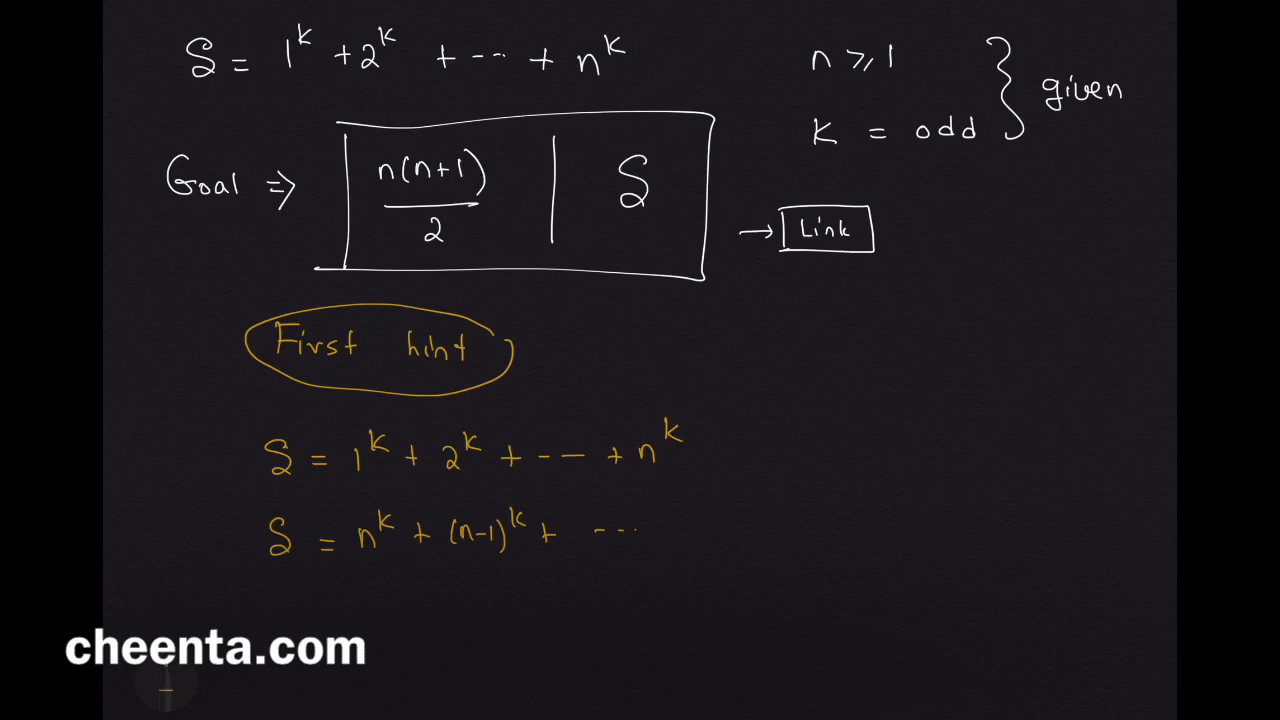 S = 1^k + 2^k + -- .. + n^k
n ⩾ 1
k = odd
} given
Goal ⇒ n(n+1)/2 | S
→ Link
First hint
S = 1^k + 2^k + -- — + n^k
S = n^k + (n-1)^k + - -..
cheenta.com